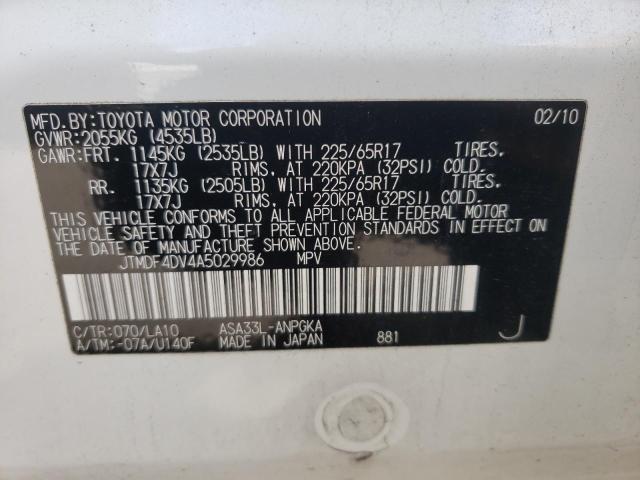 MFD.BY:TOYOTA MOTOR CORPORATION 02/10
GVWR:2055KG (4535LB)
GAWR:FRT. 1145KG (2535LB) WITH 225/65R17 TIRES,
17X7J RIMS, AT 220KPA (32PSI) COLD.
RR. 1135KG (2505LB) WITH 225/65R17 TIRES,
17X7J RIMS, AT 220KPA (32PSI) COLD.
THIS VEHICLE CONFORMS TO ALL APPLICABLE FEDERAL MOTOR
VEHICLE SAFETY AND THEFT PREVENTION STANDARDS IN EFFECT ON
THE DATE OF MANUFACTURE SHOWN ABOVE.
JTMDF4DV4A5029986 MPV
C/TR:070/LA10 ASA33L-ANPGKA
A/TM:-07A/U140F MADE IN JAPAN 881 J